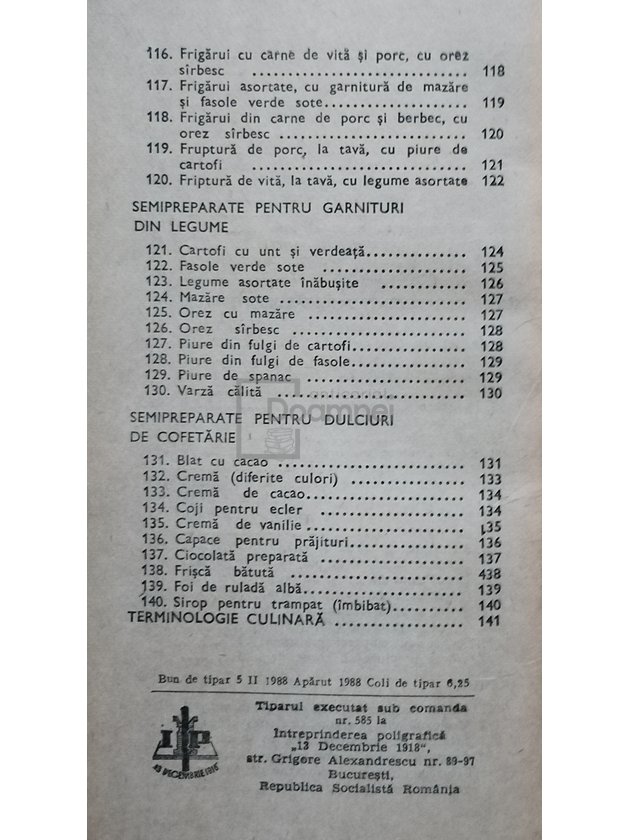 116. Frigărui cu carne de vită și porc, cu orez
sîrbesc .............................. 118
117. Frigărui asortate, cu garnitură de mazăre
și fasole verde sote.................... 119
118. Frigărui din carne de porc și berbec, cu
orez sîrbesc .......................... 120
119. Fruptură de porc, la tavă, cu piure de
cartofi .............................. 121
120. Friptură de vită, la tavă, cu legume asortate 122
SEMIPREPARATE PENTRU GARNITURI
DIN LEGUME
121. Cartofi cu unt și verdeață.............. 124
122. Fasole verde sote .................... 125
123. Legume asortate înăbușite ............ 126
124. Mazăre sote .......................... 127
125. Orez cu mazăre ...................... 127
126. Orez sîrbesc ........................ 128
127. Piure din fulgi de cartofi.............. 128
128. Piure din fulgi de fasole.............. 129
129. Piure de spanac ...................... 129
130. Varză călită .......................... 130
SEMIPREPARATE PENTRU DULCIURI
DE COFETĂRIE
131. Blat cu cacao ........................ 131
132. Cremă (diferite culori) ................ 133
133. Cremă de cacao...................... 134
134. Coji pentru ecler .................... 134
135. Cremă de vanilie...................... 135
136. Capace pentru prăjituri................ 136
137. Ciocolată preparată .................. 137
138. Frișcă bătută ...................... 438
139. Foi de ruladă albă.................... 139
140. Sirop pentru trampat (îmbibat).......... 140
TERMINOLOGIE CULINARĂ ................ 141
Bun de tipar 5 II 1988 Apărut 1988 Coli de tipar 6,25
Tiparul executat sub comanda
nr. 585 la
Întreprinderea poligrafică
„13 Decembrie 1918”,
str. Grigore Alexandrescu nr. 89-97
București,
Republica Socialistă România
IP
13 DECEMBRIE 1918